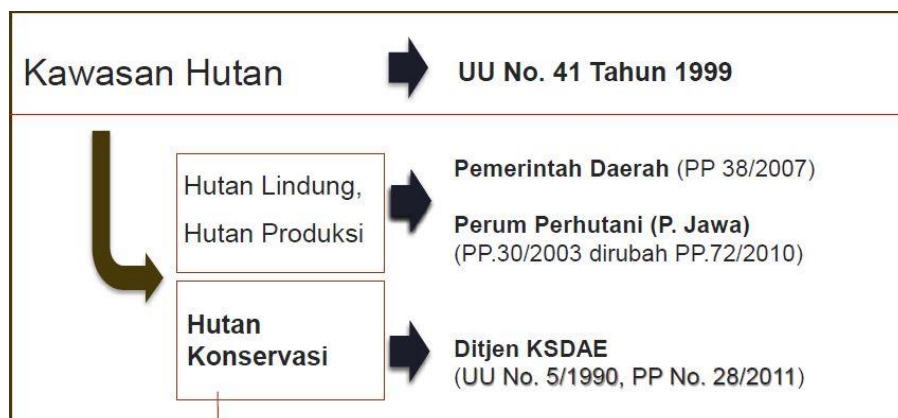 Kawasan Hutan
UU No. 41 Tahun 1999
Hutan Lindung,
Hutan Produksi
Pemerintah Daerah (PP 38/2007)
Perum Perhutani (P. Jawa)
(PP.30/2003 dirubah PP.72/2010)
Hutan
Konservasi
Ditjen KSDAE
(UU No. 5/1990, PP No. 28/2011)